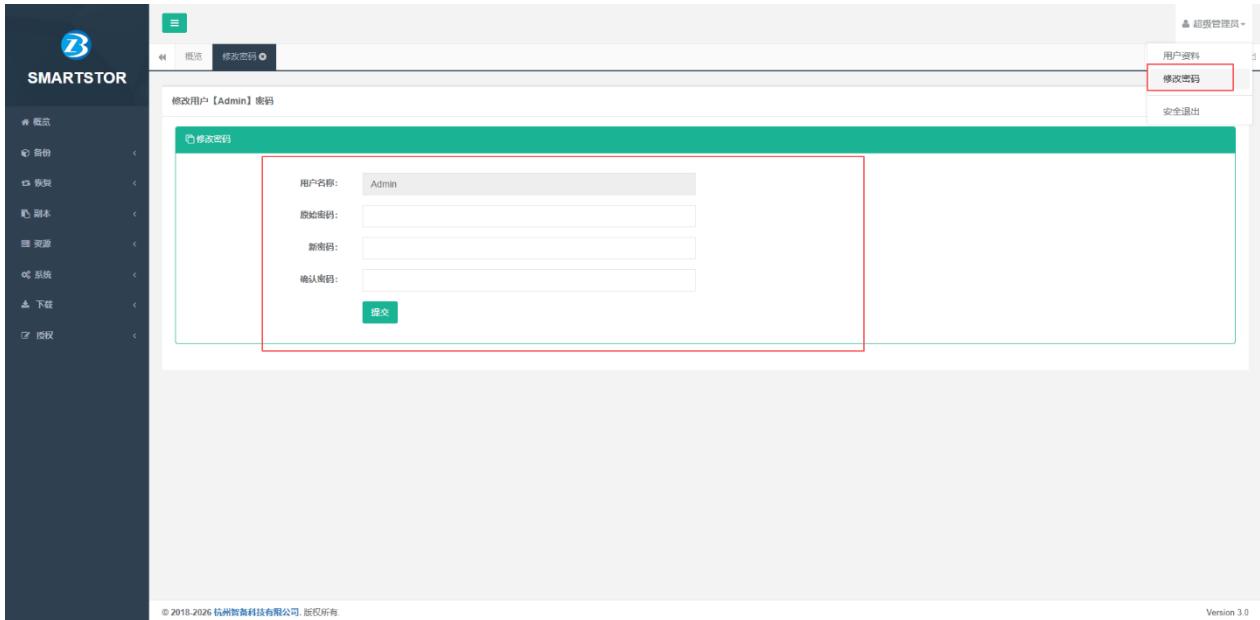 SMARTSTOR
概览
备份
恢复
副本
资源
系统
下载
授权
超级管理员
概览
修改密码
用户资料
修改密码
安全退出
修改用户【Admin】密码
修改密码
用户名称：
Admin
原始密码：
新密码：
确认密码：
提交
© 2018-2026 杭州智备科技有限公司. 版权所有.
Version 3.0